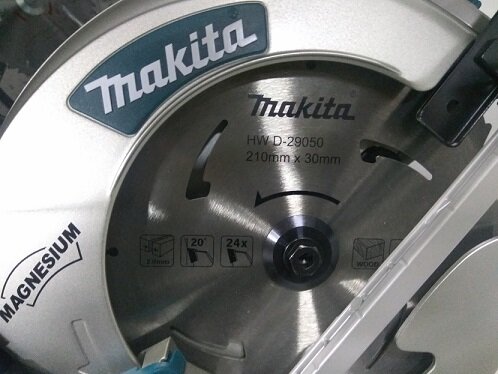 makita
makita
HW D-29050
210mm x 30mm
MAGNESIUM
20°
24x
WOOD